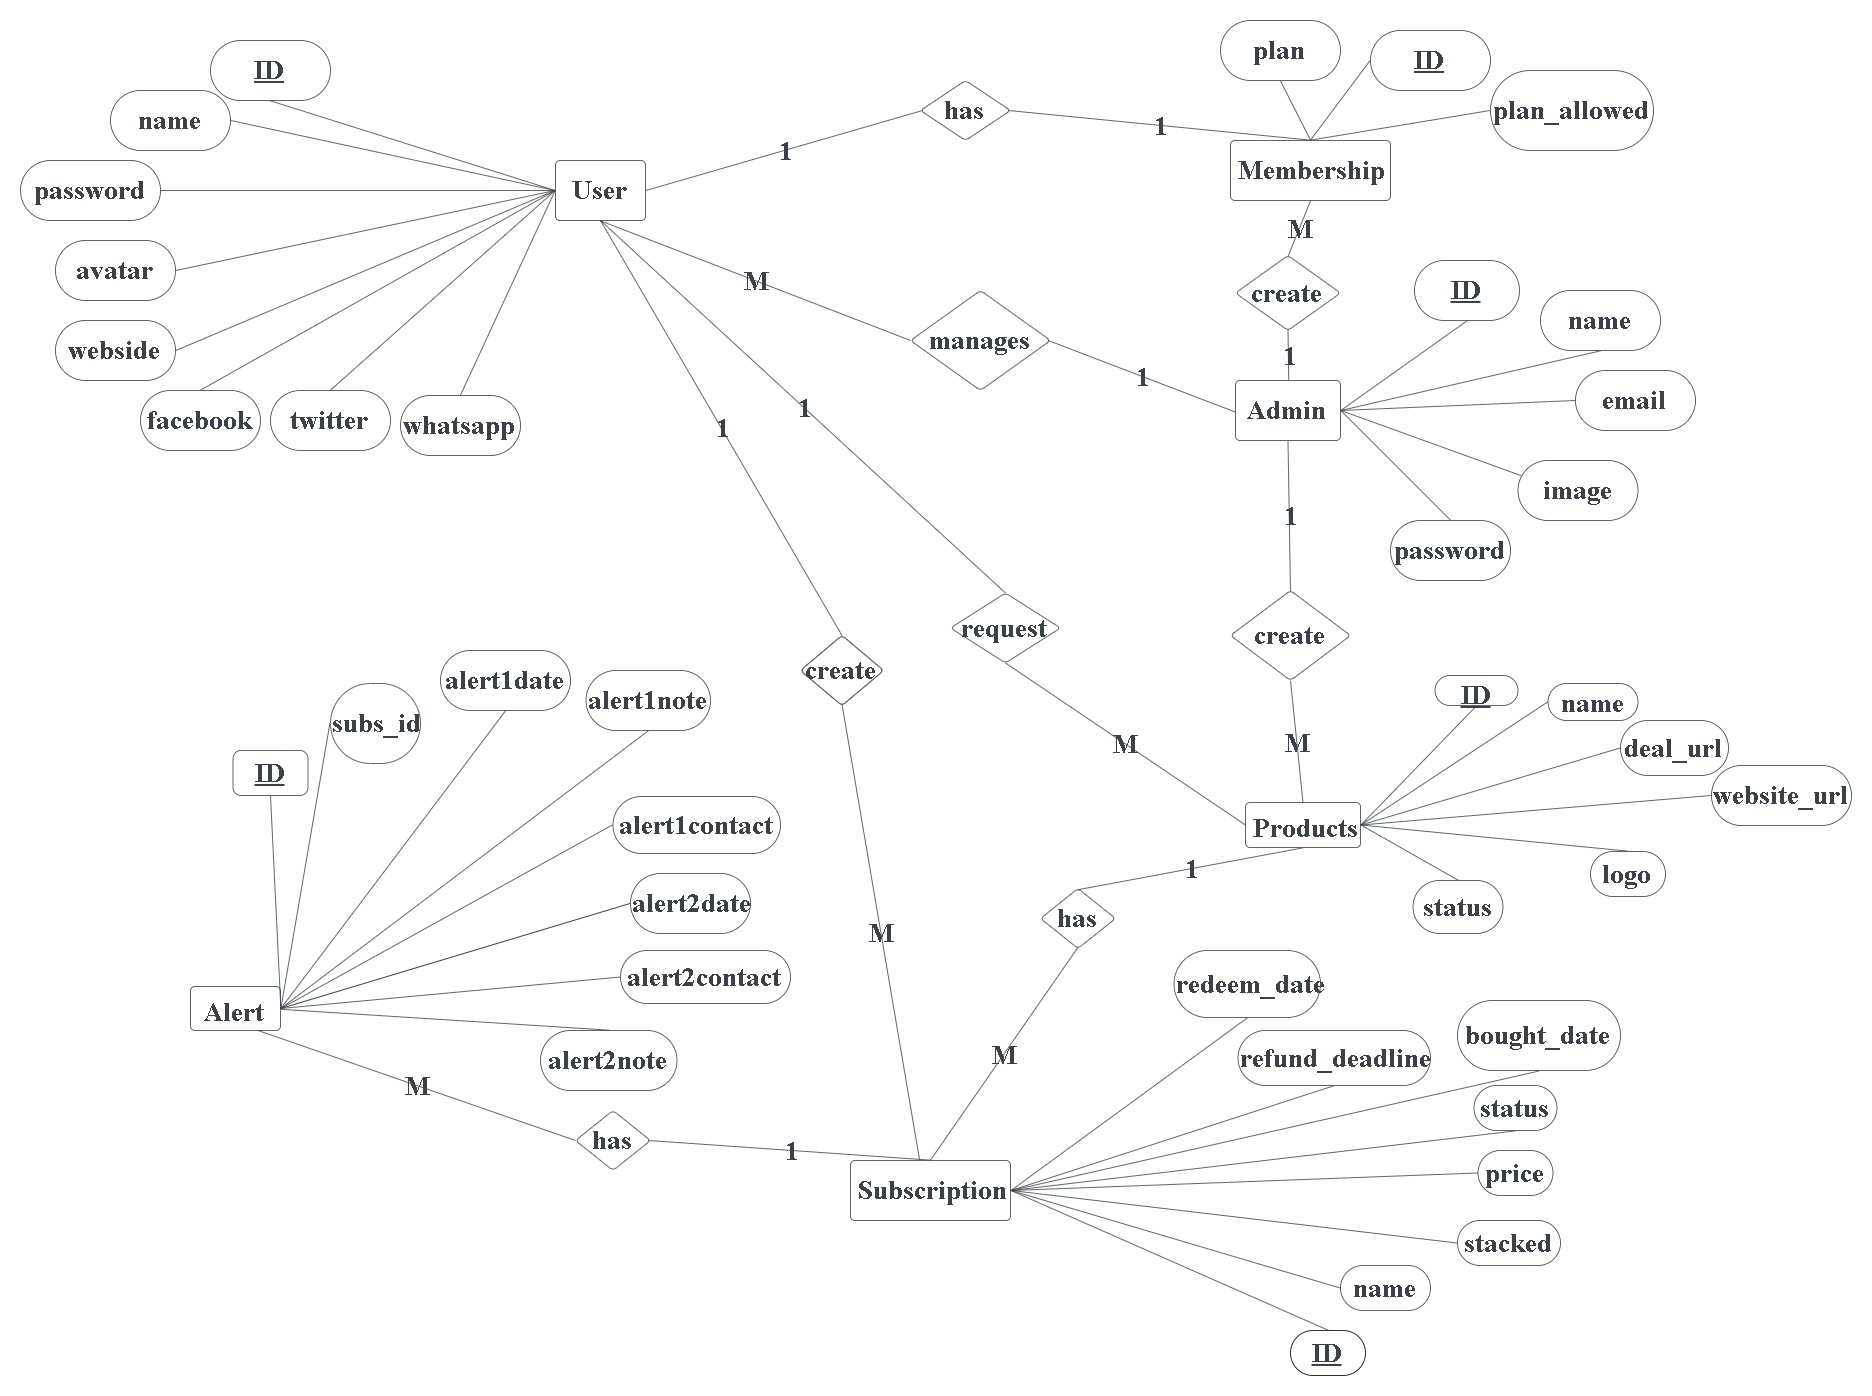 ID
name
password
avatar
webside
facebook
twitter
whatsapp
User
1
has
1
plan
ID
plan_allowed
Membership
M
create
1
M
manages
1
Admin
ID
name
email
image
password
1
create
M
1
request
M
1
create
M
Products
ID
name
deal_url
website_url
logo
status
1
has
M
ID
subs_id
alert1date
alert1note
alert1contact
alert2date
alert2contact
alert2note
Alert
M
has
1
Subscription
redeem_date
refund_deadline
bought_date
status
price
stacked
name
ID